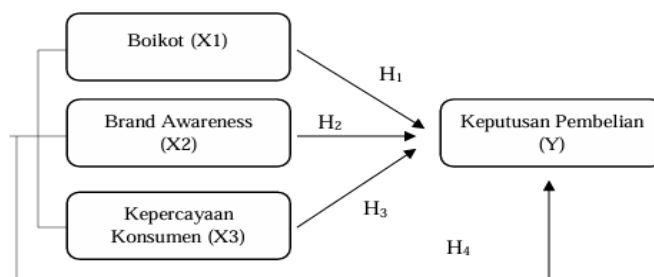 Boikot (X1)
H₁
Brand Awareness
(X2)
H₂
Keputusan Pembelian
(Y)
Kepercayaan
Konsumen (X3)
H₃
H₄